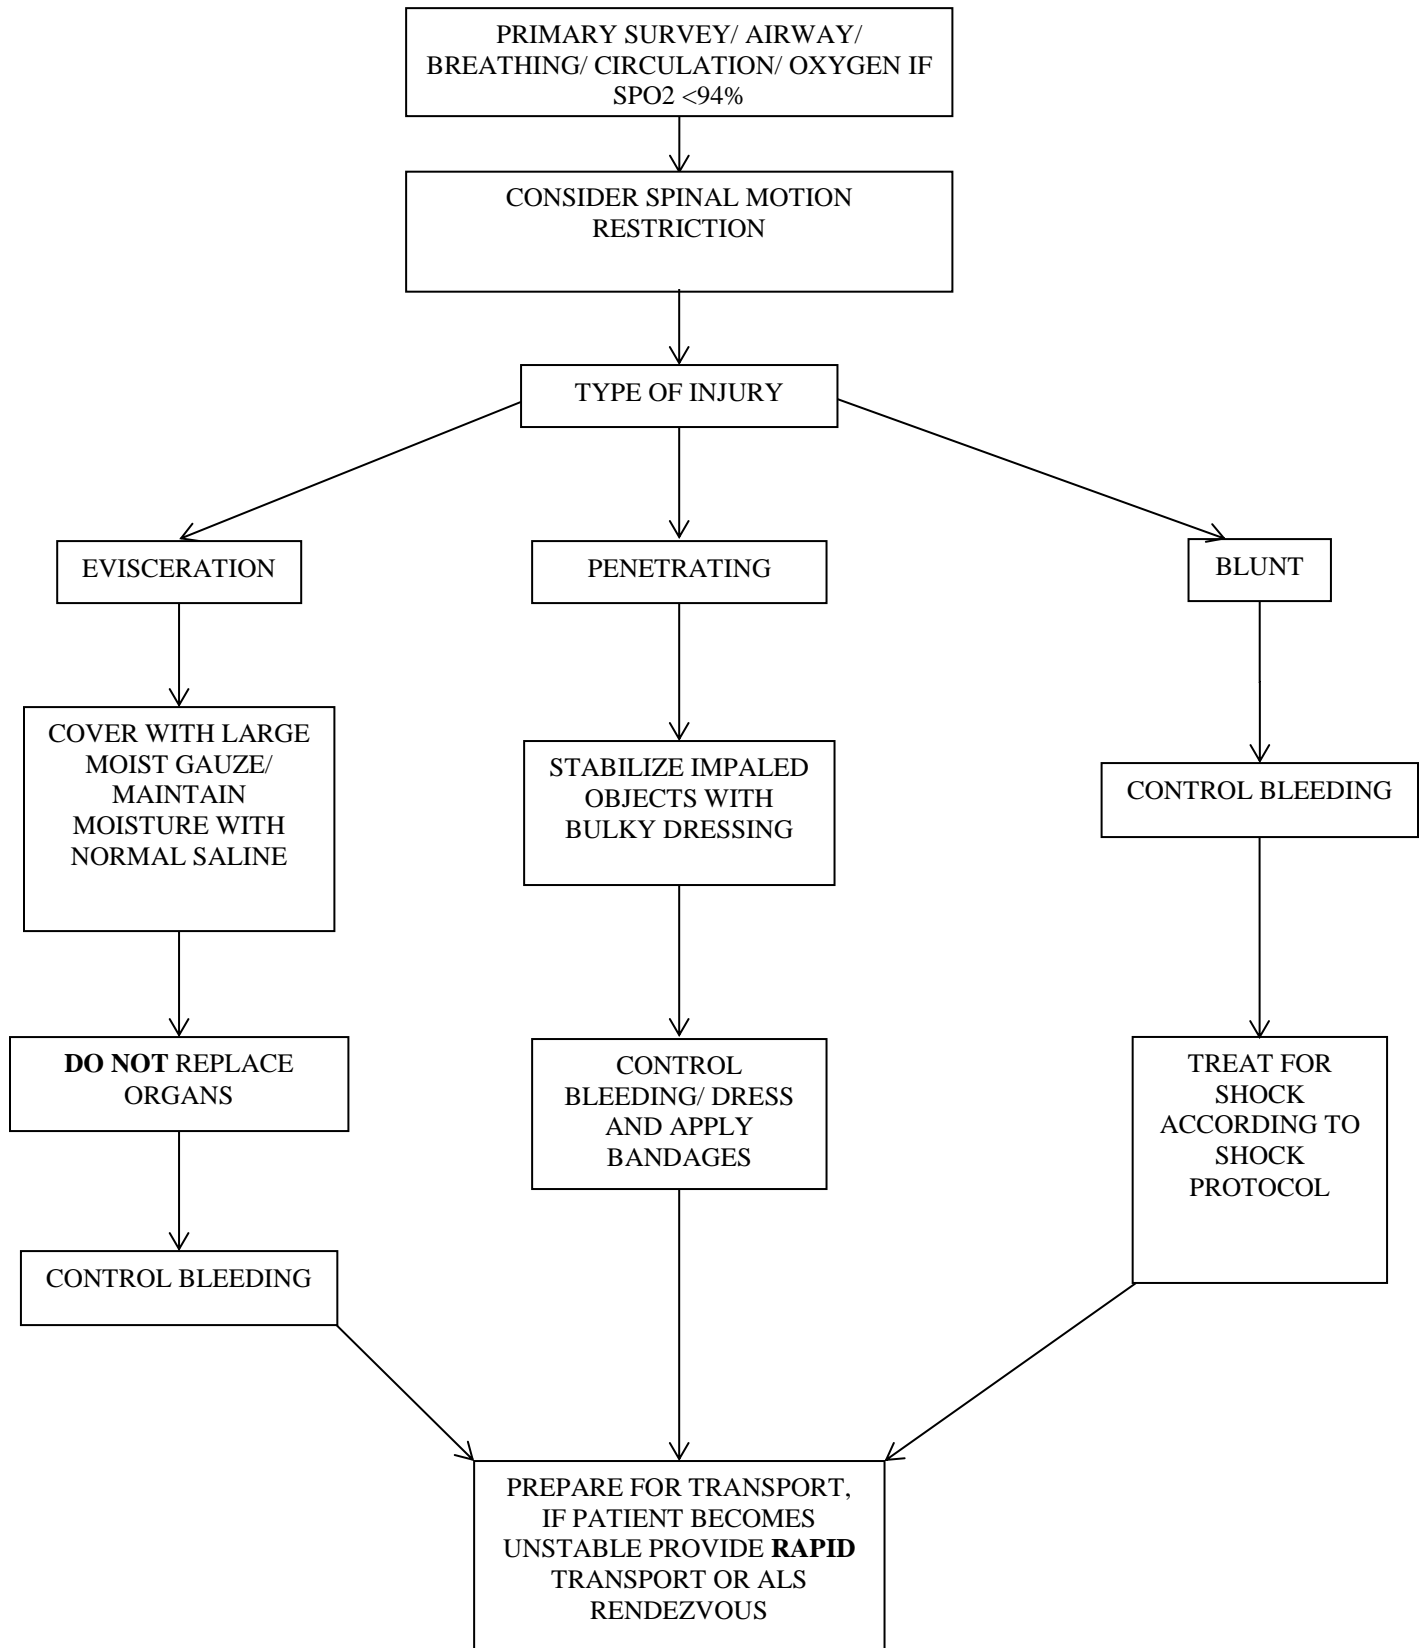 PRIMARY SURVEY/ AIRWAY/
BREATHING/ CIRCULATION/ OXYGEN IF
SPO2 <94%
CONSIDER SPINAL MOTION
RESTRICTION
TYPE OF INJURY
EVISCERATION
PENETRATING
BLUNT
COVER WITH LARGE
MOIST GAUZE/
MAINTAIN
MOISTURE WITH
NORMAL SALINE
STABILIZE IMPALED
OBJECTS WITH
BULKY DRESSING
CONTROL BLEEDING
DO NOT REPLACE
ORGANS
CONTROL
BLEEDING/ DRESS
AND APPLY
BANDAGES
TREAT FOR
SHOCK
ACCORDING TO
SHOCK
PROTOCOL
CONTROL BLEEDING
PREPARE FOR TRANSPORT,
IF PATIENT BECOMES
UNSTABLE PROVIDE RAPID
TRANSPORT OR ALS
RENDEZVOUS